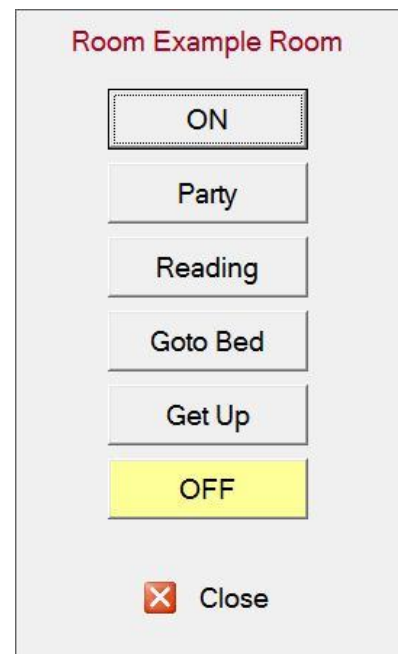 Room Example Room
ON
Party
Reading
Goto Bed
Get Up
OFF
Close